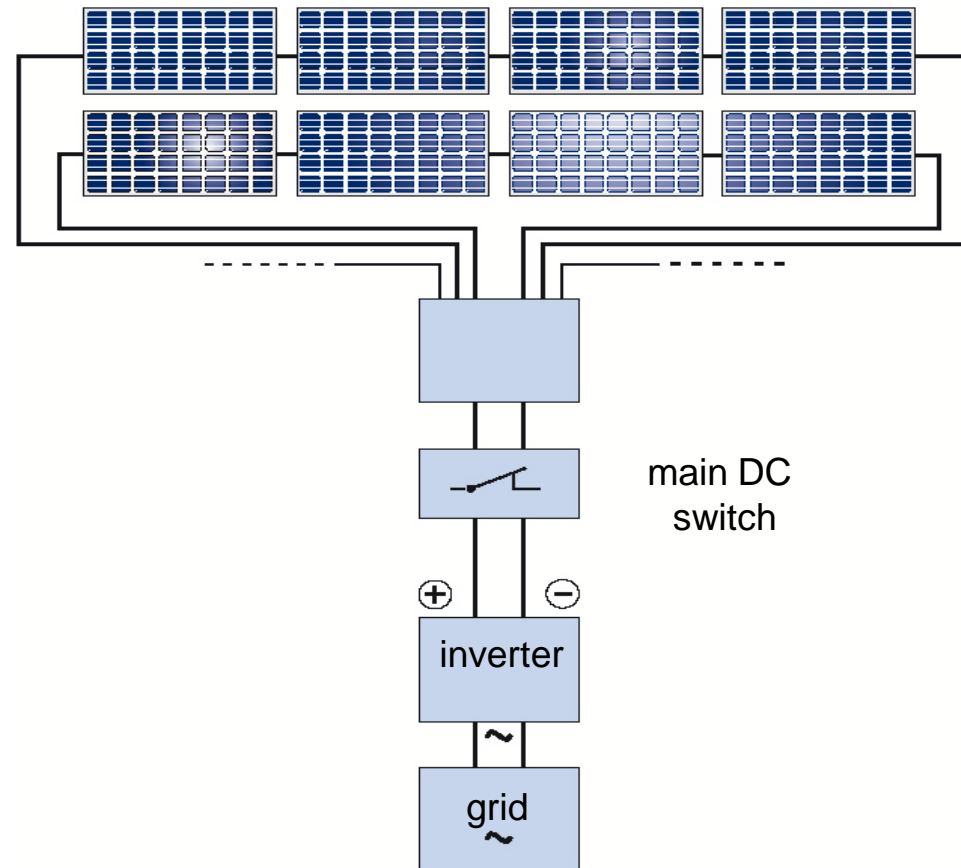 main DC
switch
+ −
inverter
~
grid
~